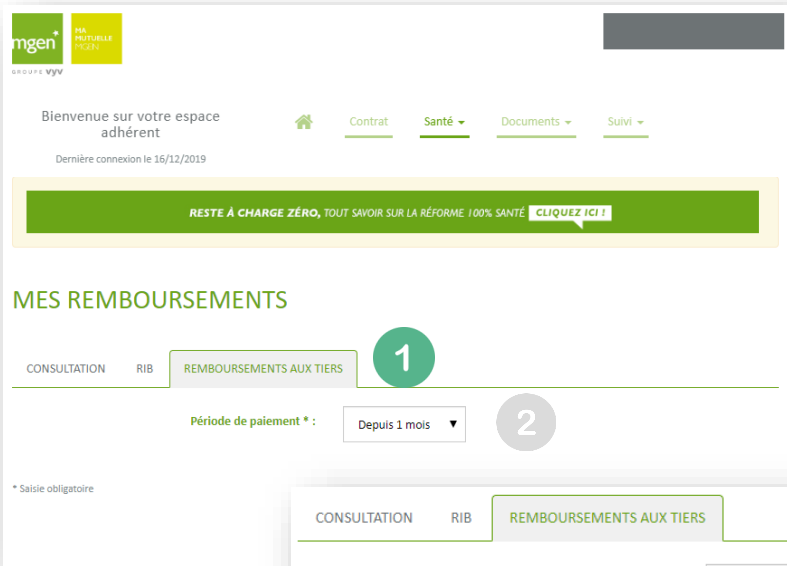 mgen*
MA
MUTUELLE
MGEN
GROUPE vyv
Bienvenue sur votre espace
adhérent
Dernière connexion le 16/12/2019
Contrat
Santé
Documents
Suivi
RESTE À CHARGE ZÉRO, TOUT SAVOIR SUR LA RÉFORME 100% SANTÉ CLIQUEZ ICI !
MES REMBOURSEMENTS
CONSULTATION RIB REMBOURSEMENTS AUX TIERS 1
Période de paiement * : Depuis 1 mois 2
* Saisie obligatoire
CONSULTATION RIB REMBOURSEMENTS AUX TIERS